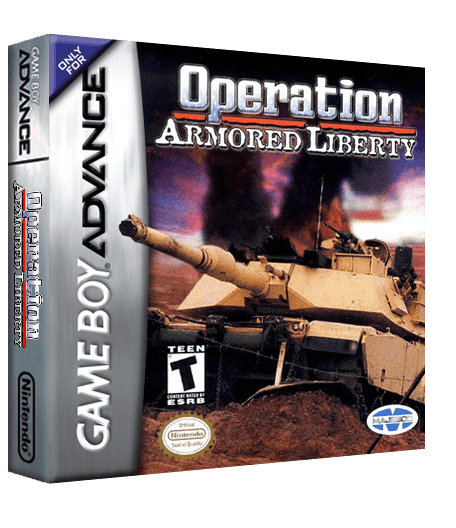 GAME BOY
ADVANCE
Operation
ARMORED LIBERTY
Nintendo
ONLY
FOR
GAME BOY ADVANCE
Operation
ARMORED LIBERTY
TEEN
T
CONTENT RATED BY
ESRB
Official
Nintendo
Seal of Quality
MAJESCO